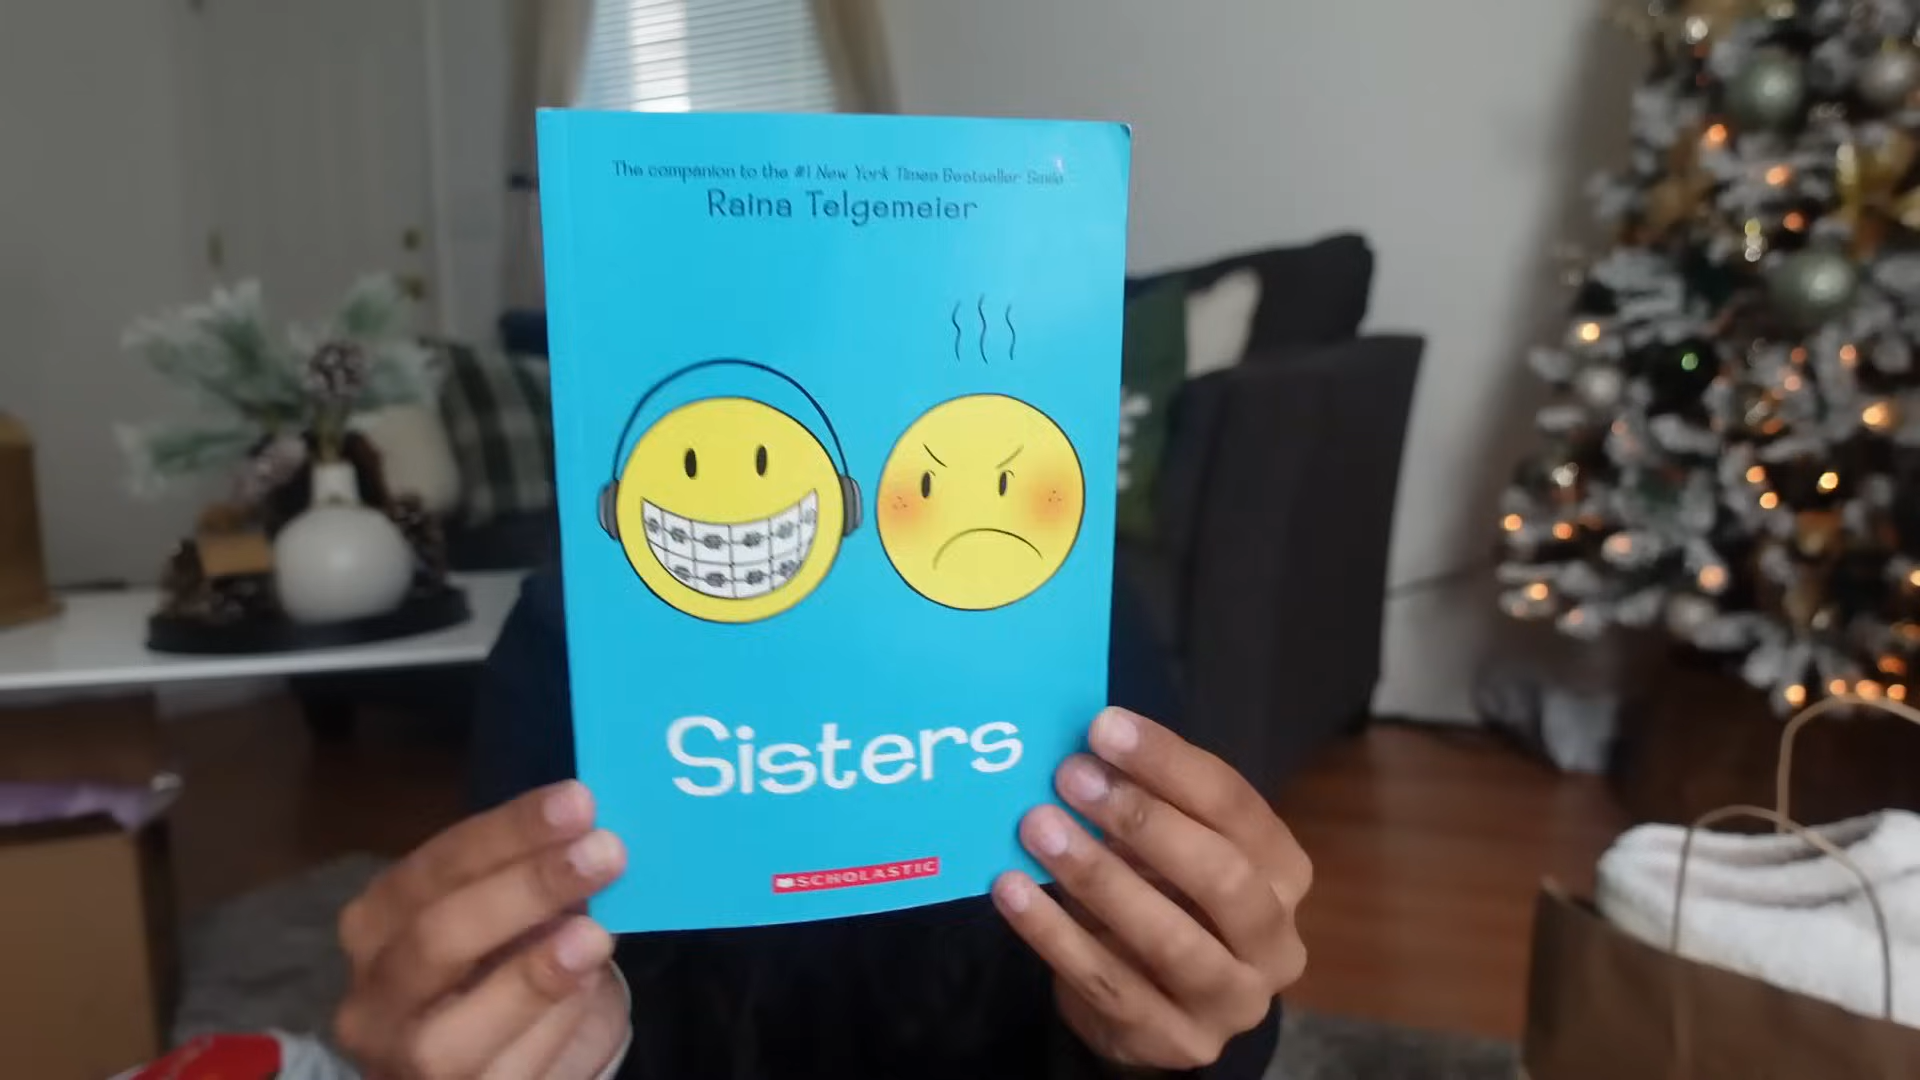 The companion to the #1 New York Times Bestseller Smile
Raina Telgemeier
Sisters
SCHOLASTIC